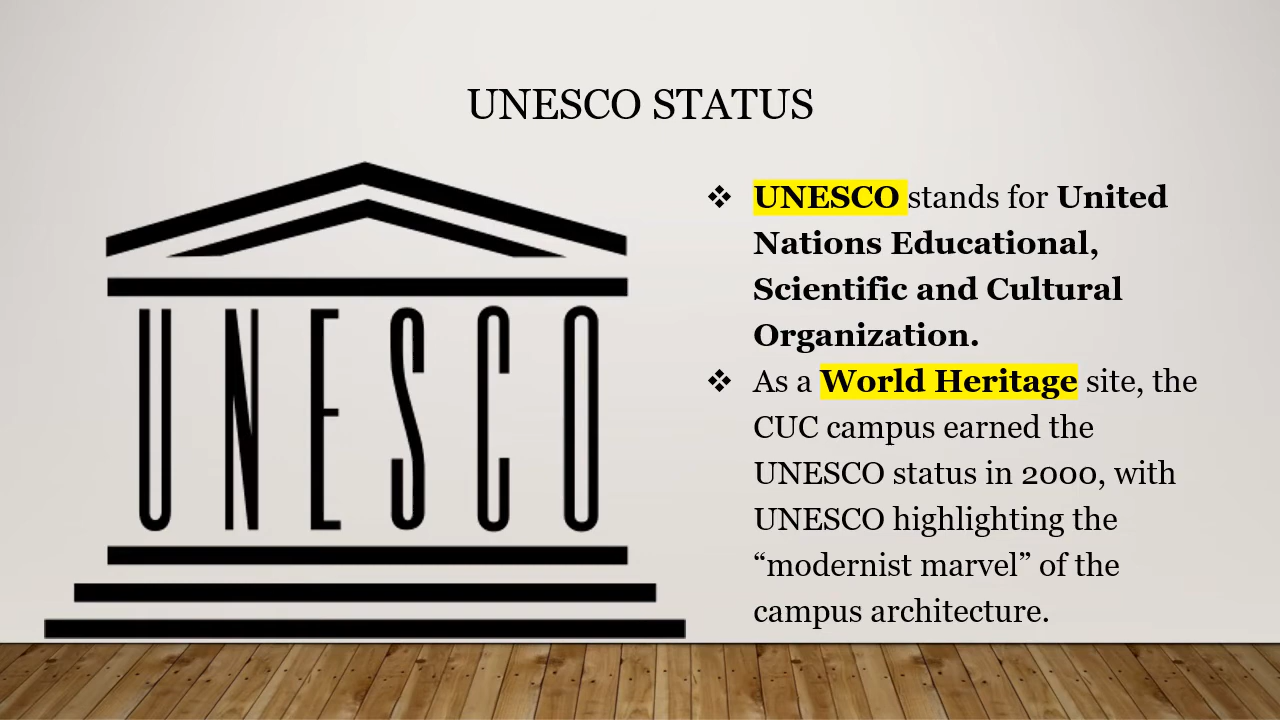 UNESCO STATUS
UNESCO
❖ UNESCO stands for United
Nations Educational,
Scientific and Cultural
Organization.
❖ As a World Heritage site, the
CUC campus earned the
UNESCO status in 2000, with
UNESCO highlighting the
“modernist marvel” of the
campus architecture.